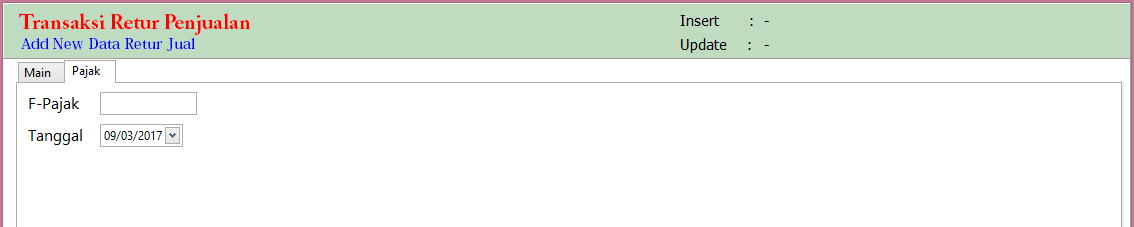 Transaksi Retur Penjualan
Add New Data Retur Jual
Insert : -
Update : -
Main Pajak
F-Pajak
Tanggal 09/03/2017